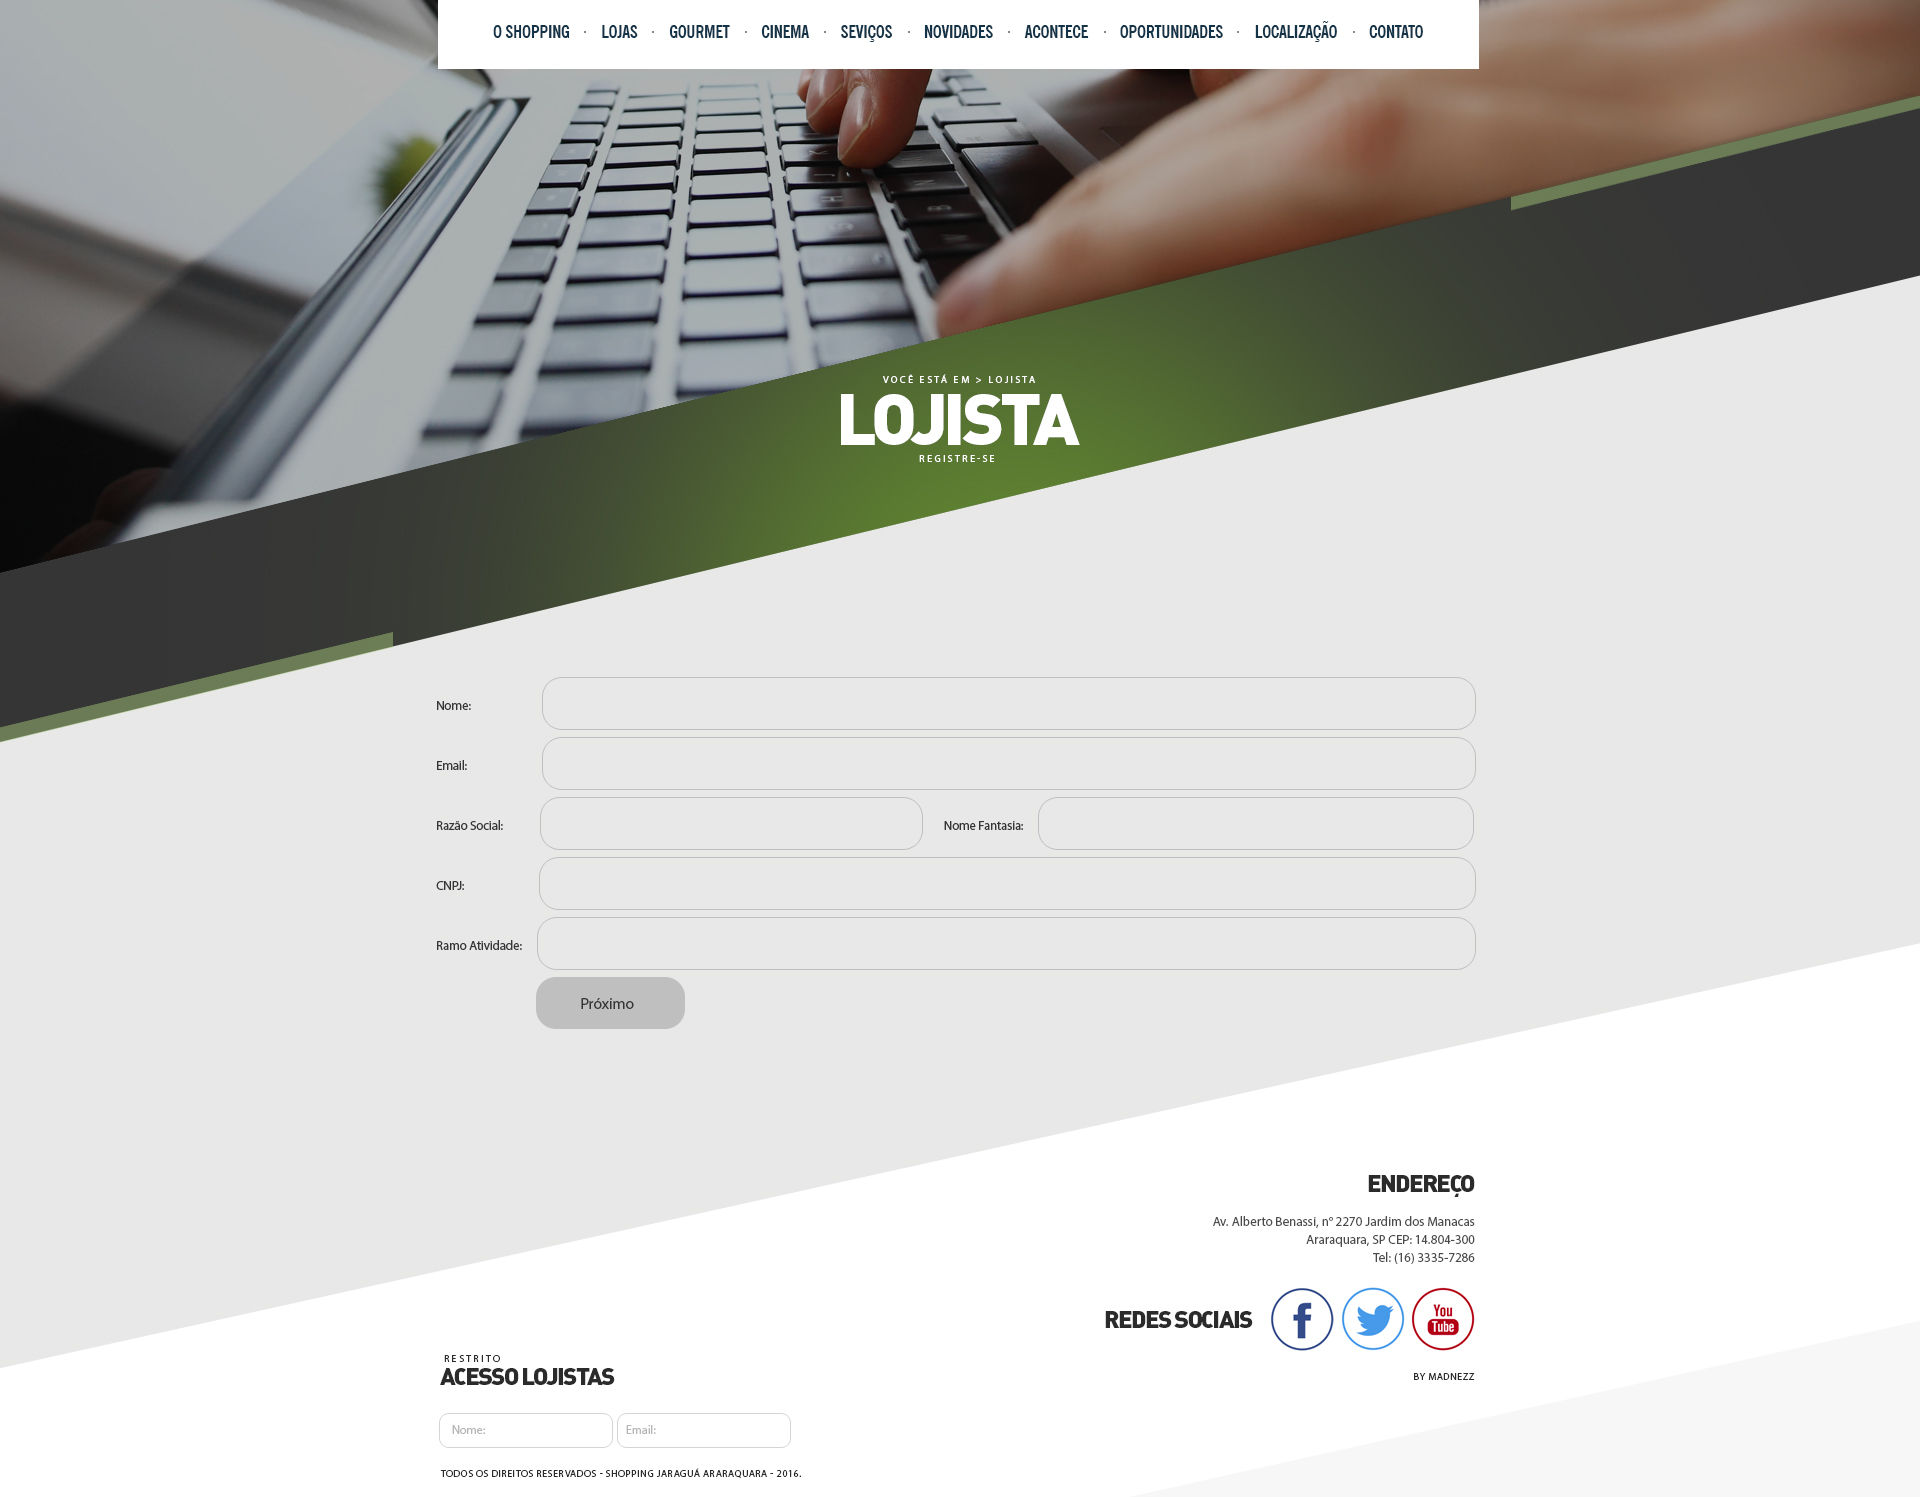 O SHOPPING · LOJAS · GOURMET · CINEMA · SEVIÇOS · NOVIDADES · ACONTECE · OPORTUNIDADES · LOCALIZAÇÃO · CONTATO
VOCÊ ESTÁ EM > LOJISTA
LOJISTA
REGISTRE-SE
Nome:
Email:
Razão Social: Nome Fantasia:
CNPJ:
Ramo Atividade:
Próximo
ENDEREÇO
Av. Alberto Benassi, n° 2270 Jardim dos Manacas
Araraquara, SP CEP: 14.804-300
Tel: (16) 3335-7286
REDES SOCIAIS
f
You
Tube
BY MADNEZZ
RESTRITO
ACESSO LOJISTAS
Nome: Email:
TODOS OS DIREITOS RESERVADOS - SHOPPING JARAGUÁ ARARAQUARA - 2016.